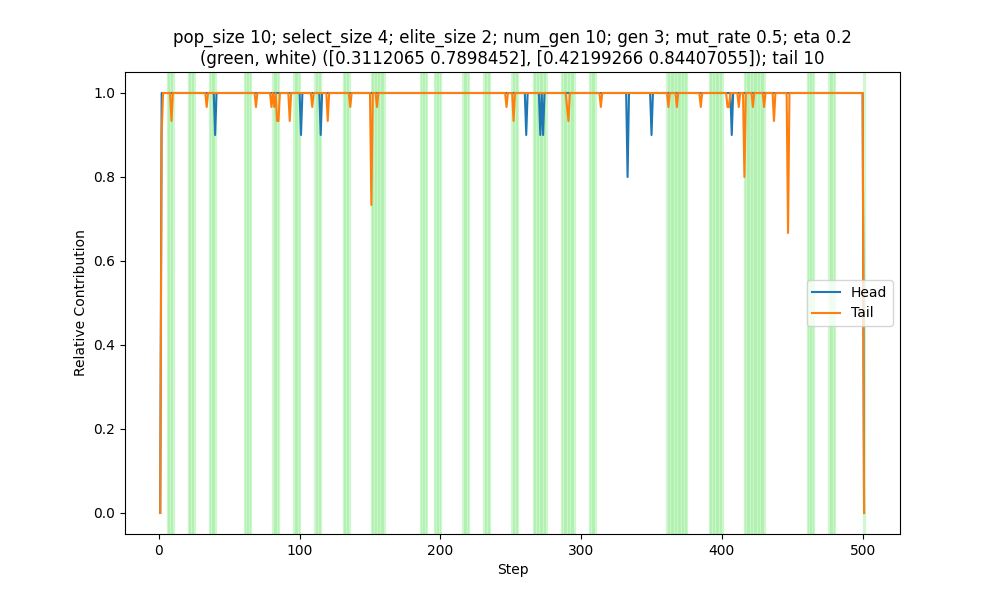 pop_size 10; select_size 4; elite_size 2; num_gen 10; gen 3; mut_rate 0.5; eta 0.2
(green, white) ([0.3112065 0.7898452], [0.42199266 0.84407055]); tail 10
1.0
0.8
0.6
0.4
0.2
0.0
Relative Contribution
Head
Tail
0
100
200
300
400
500
Step